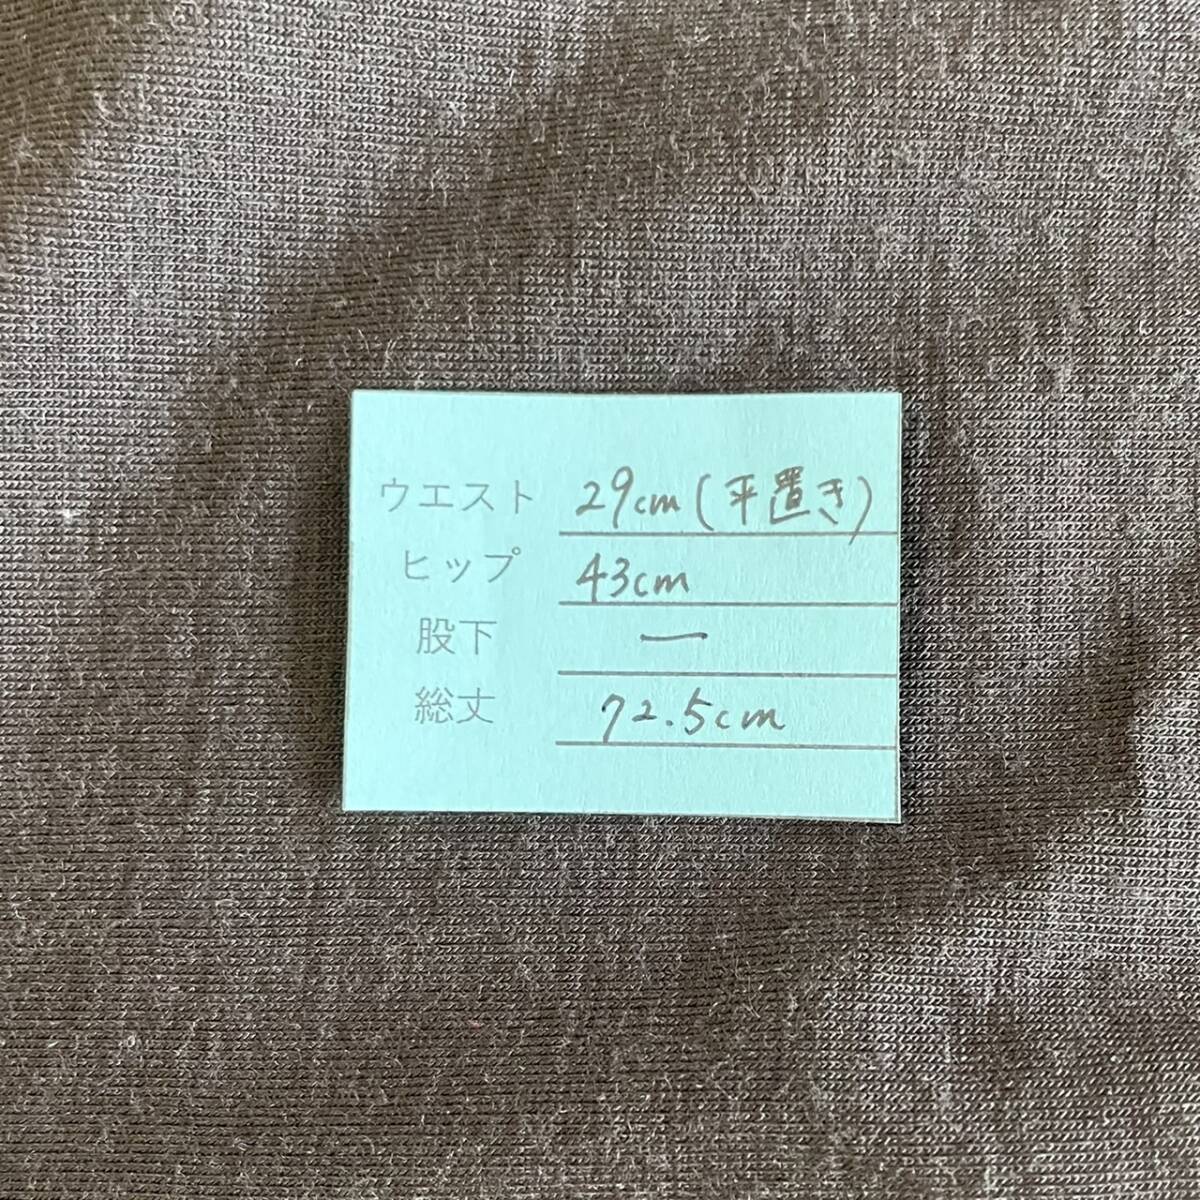 ウエスト 29cm(平置き)
ヒップ 43cm
股下 ー
総丈 72.5cm